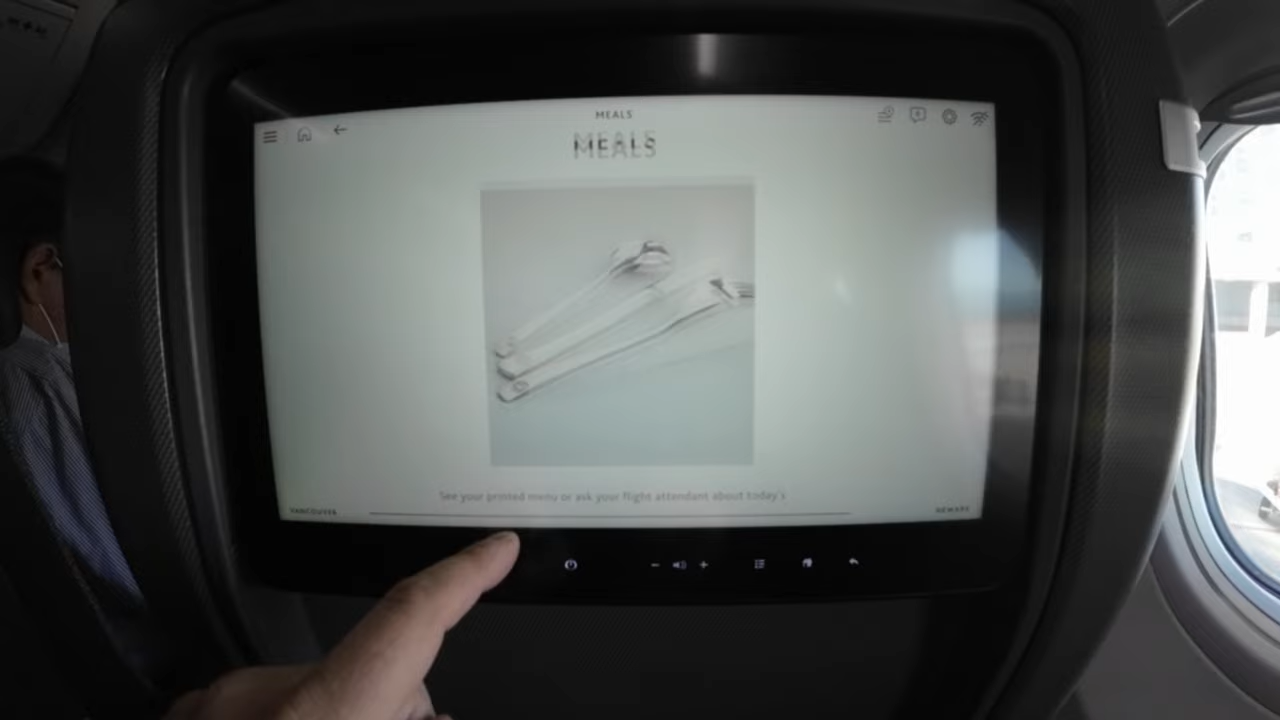 MEALS
MEALS
See your printed menu or ask your flight attendant about today's
VANCOUVER
NEWARK